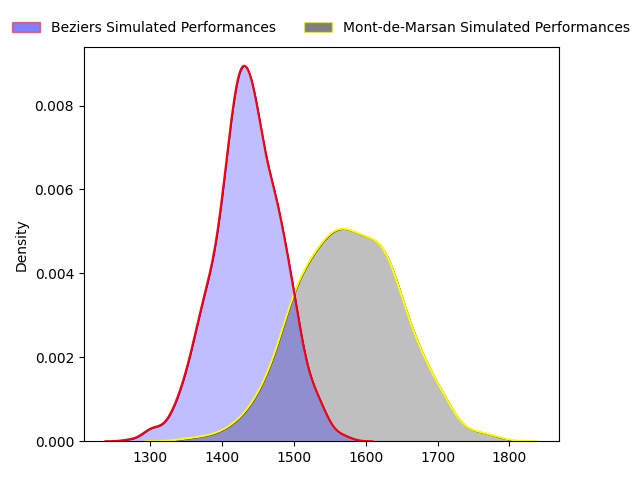 Beziers Simulated Performances
Mont-de-Marsan Simulated Performances
Density
0.008
0.006
0.004
0.002
0.000
1300 1400 1500 1600 1700 1800